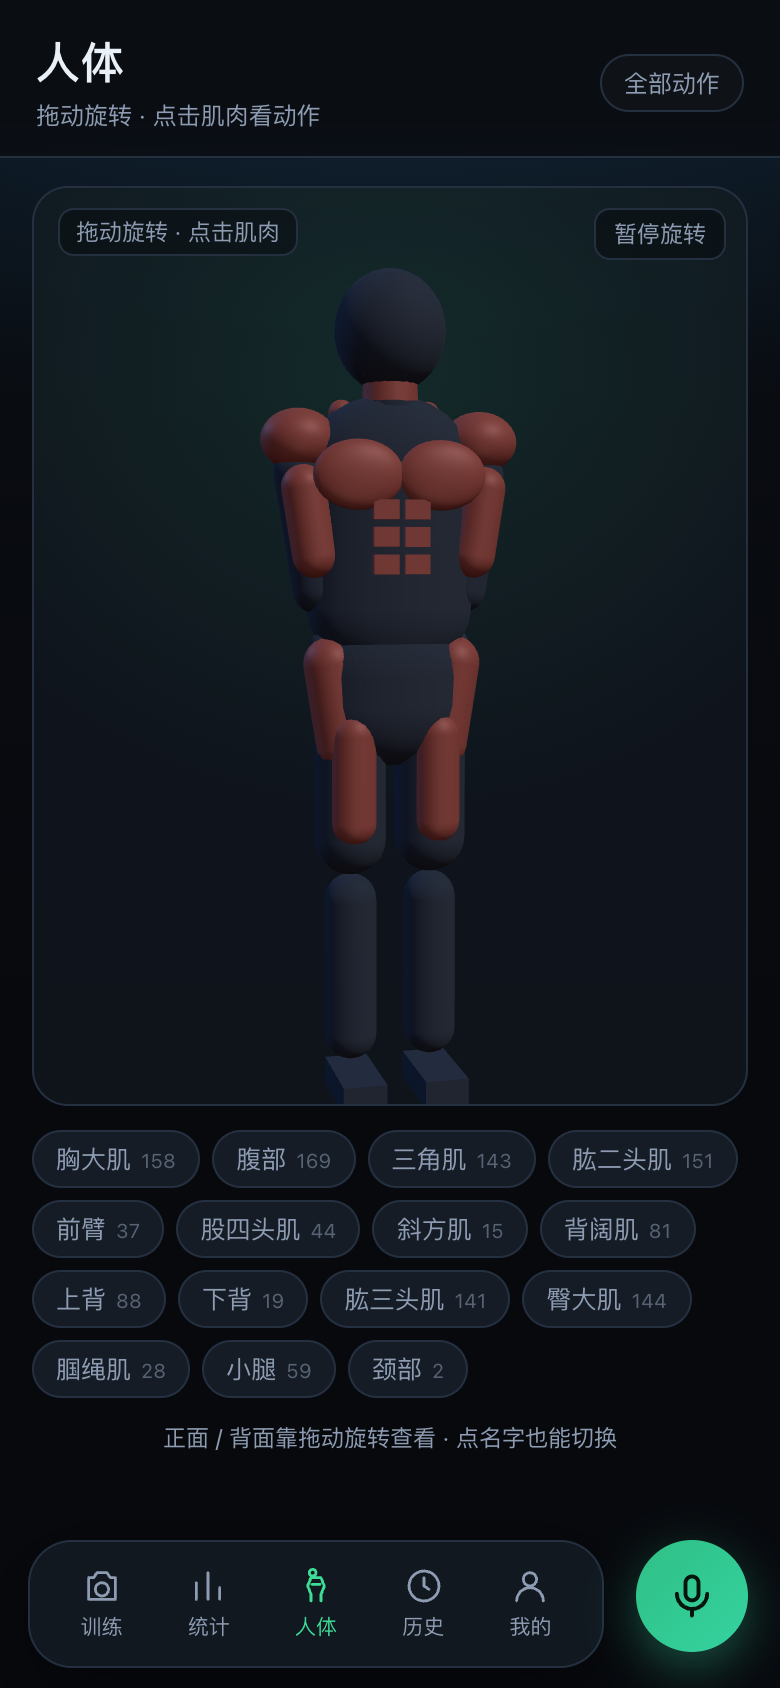 人体
拖动旋转 · 点击肌肉看动作
全部动作
拖动旋转 · 点击肌肉
暂停旋转
胸大肌 158
腹部 169
三角肌 143
肱二头肌 151
前臂 37
股四头肌 44
斜方肌 15
背阔肌 81
上背 88
下背 19
肱三头肌 141
臀大肌 144
腘绳肌 28
小腿 59
颈部 2
正面 / 背面靠拖动旋转查看 · 点名字也能切换
训练
统计
人体
历史
我的